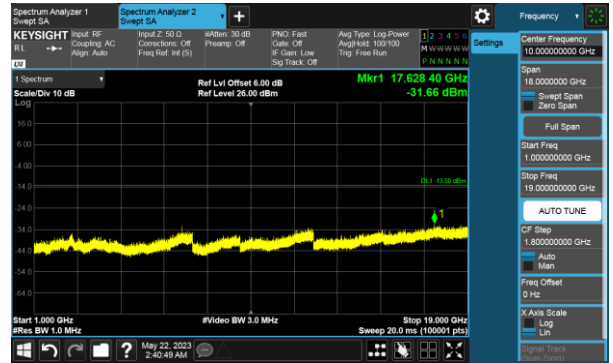 Spectrum Analyzer 1
Swept SA
Spectrum Analyzer 2
Swept SA
+
Frequency
KEYSIGHT
RL
LXI
Input: RF
Coupling: AC
Align: Auto
Input Z: 50 Ω
Corrections: Off
Freq Ref: Int (S)
#Atten: 30 dB
Preamp: Off
PNO: Fast
Gate: Off
IF Gain: Low
Sig Track: Off
Avg Type: Log-Power
Avg|Hold: 100/100
Trig: Free Run
1 2 3 4 5 6
M W W W W W
P N N N N N
Settings
1 Spectrum
Scale/Div 10 dB
Log
Ref Lvl Offset 6.00 dB
Ref Level 26.00 dBm
Mkr1 17.628 40 GHz
-31.66 dBm
16.0
6.00
-4.00
-14.0
-24.0
-34.0
-44.0
-54.0
-64.0
1
Start 1.000 GHz
#Res BW 1.0 MHz
#Video BW 3.0 MHz
Stop 19.000 GHz
Sweep 20.0 ms (100001 pts)
Center Frequency
10.000000000 GHz
Span
18.0000000 GHz
Swept Span
Zero Span
Full Span
Start Freq
1.000000000 GHz
Stop Freq
19.000000000 GHz
AUTO TUNE
CF Step
1.800000000 GHz
Auto
Man
Freq Offset
0 Hz
X Axis Scale
Log
Lin
Signal Track
?
May 22, 2023
2:40:49 AM